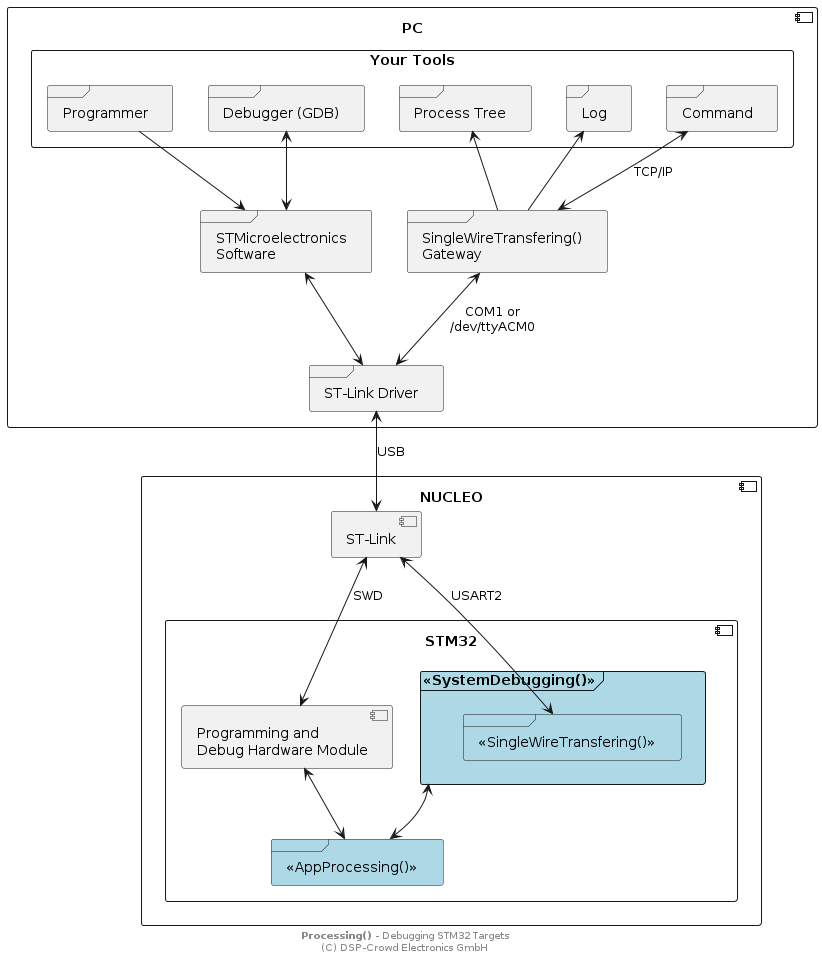 PC
Your Tools
Programmer
Debugger (GDB)
Process Tree
Log
Command
TCP/IP
STMicroelectronics
Software
SingleWireTransfering()
Gateway
COM1 or
/dev/ttyACM0
ST-Link Driver
USB
NUCLEO
ST-Link
SWD
USART2
STM32
«SystemDebugging()»
Programming and
Debug Hardware Module
«SingleWireTransfering()»
«AppProcessing()»
Processing() - Debugging STM32 Targets
(C) DSP-Crowd Electronics GmbH